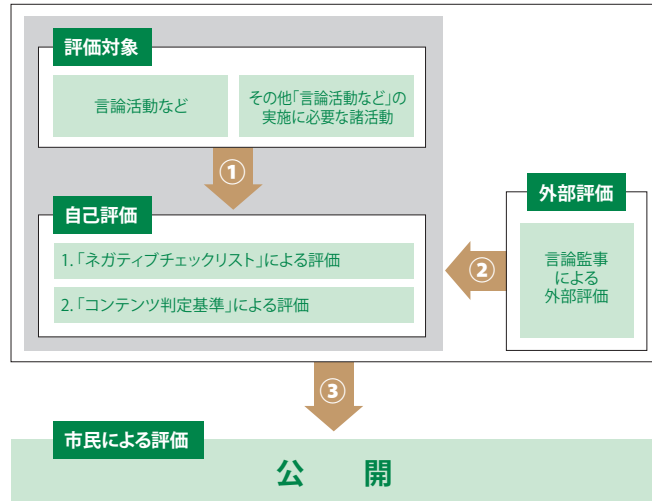 評価対象
言論活動など
その他「言論活動など」の
実施に必要な諸活動
①
自己評価
1.「ネガティブチェックリスト」による評価
2.「コンテンツ判定基準」による評価
外部評価
②
言論監事
による
外部評価
③
市民による評価
公 開